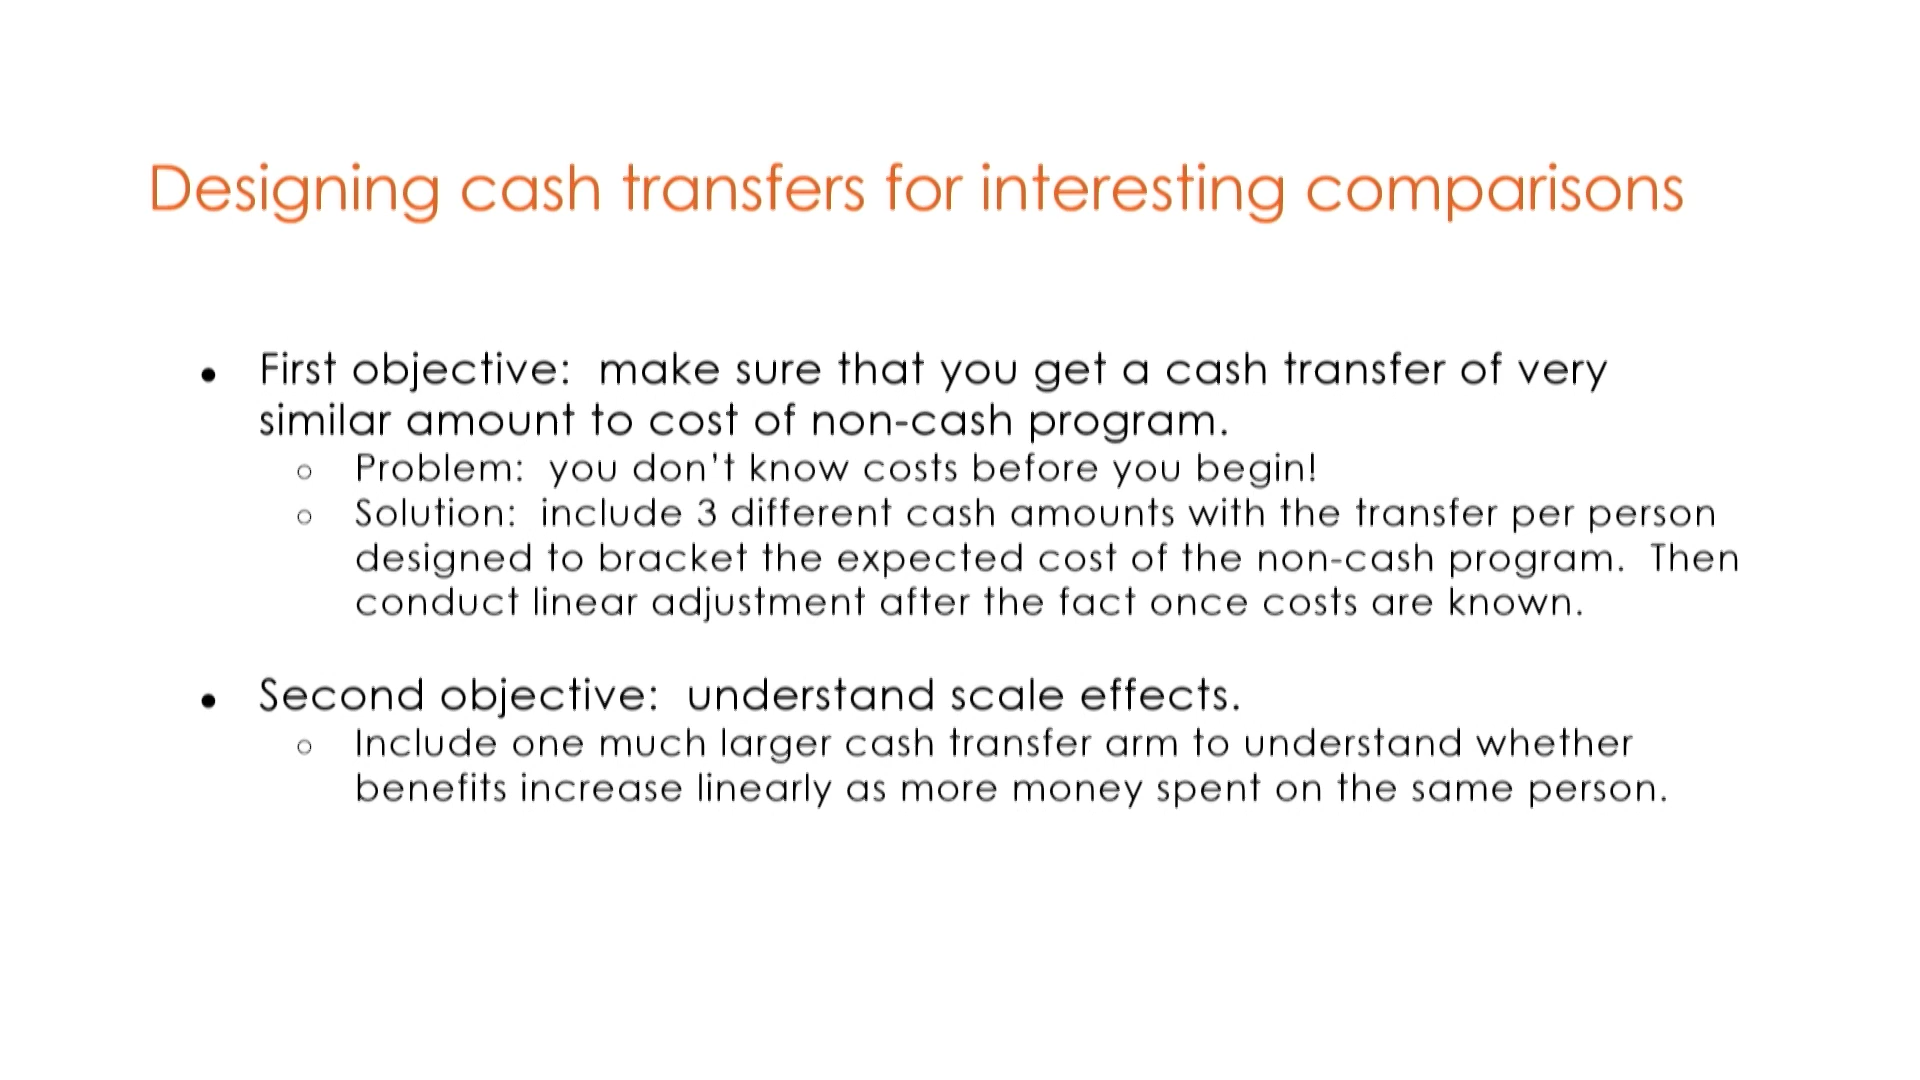 Designing cash transfers for interesting comparisons
• First objective:  make sure that you get a cash transfer of very
similar amount to cost of non-cash program.
○ Problem:  you don't know costs before you begin!
○ Solution:  include 3 different cash amounts with the transfer per person
designed to bracket the expected cost of the non-cash program.  Then
conduct linear adjustment after the fact once costs are known.
• Second objective:  understand scale effects.
○ Include one much larger cash transfer arm to understand whether
benefits increase linearly as more money spent on the same person.